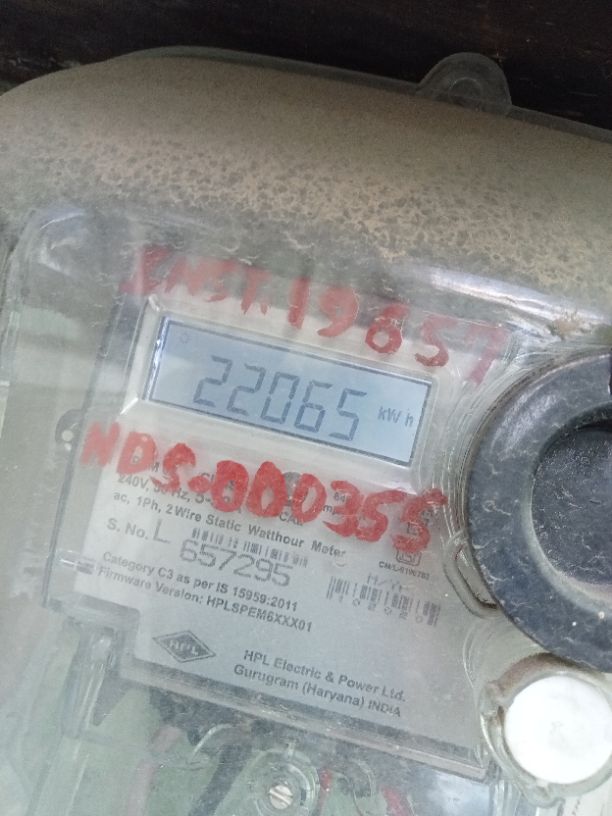 INST. 19857
22065 kWh
NDS-000355
240V, 50 Hz,
ac, 1Ph, 2 Wire Static Watthour Meter
S. No. L
657295
Category C3 as per IS 15959:2011
Firmware Version: HPLSPEM6XXX01
HPL
HPL Electric & Power Ltd.
Gurugram (Haryana) INDIA